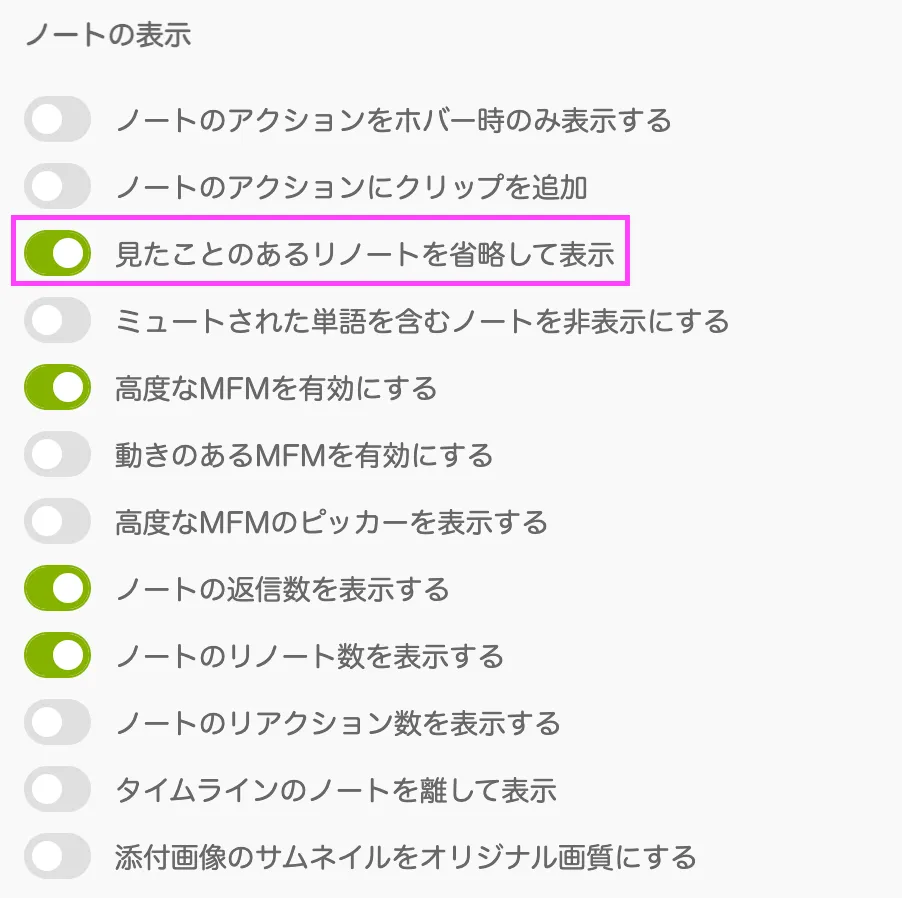 ノートの表示
ノートのアクションをホバー時のみ表示する
ノートのアクションにクリップを追加
見たことのあるリノートを省略して表示
ミュートされた単語を含むノートを非表示にする
高度なMFMを有効にする
動きのあるMFMを有効にする
高度なMFMのピッカーを表示する
ノートの返信数を表示する
ノートのリノート数を表示する
ノートのリアクション数を表示する
タイムラインのノートを離して表示
添付画像のサムネイルをオリジナル画質にする